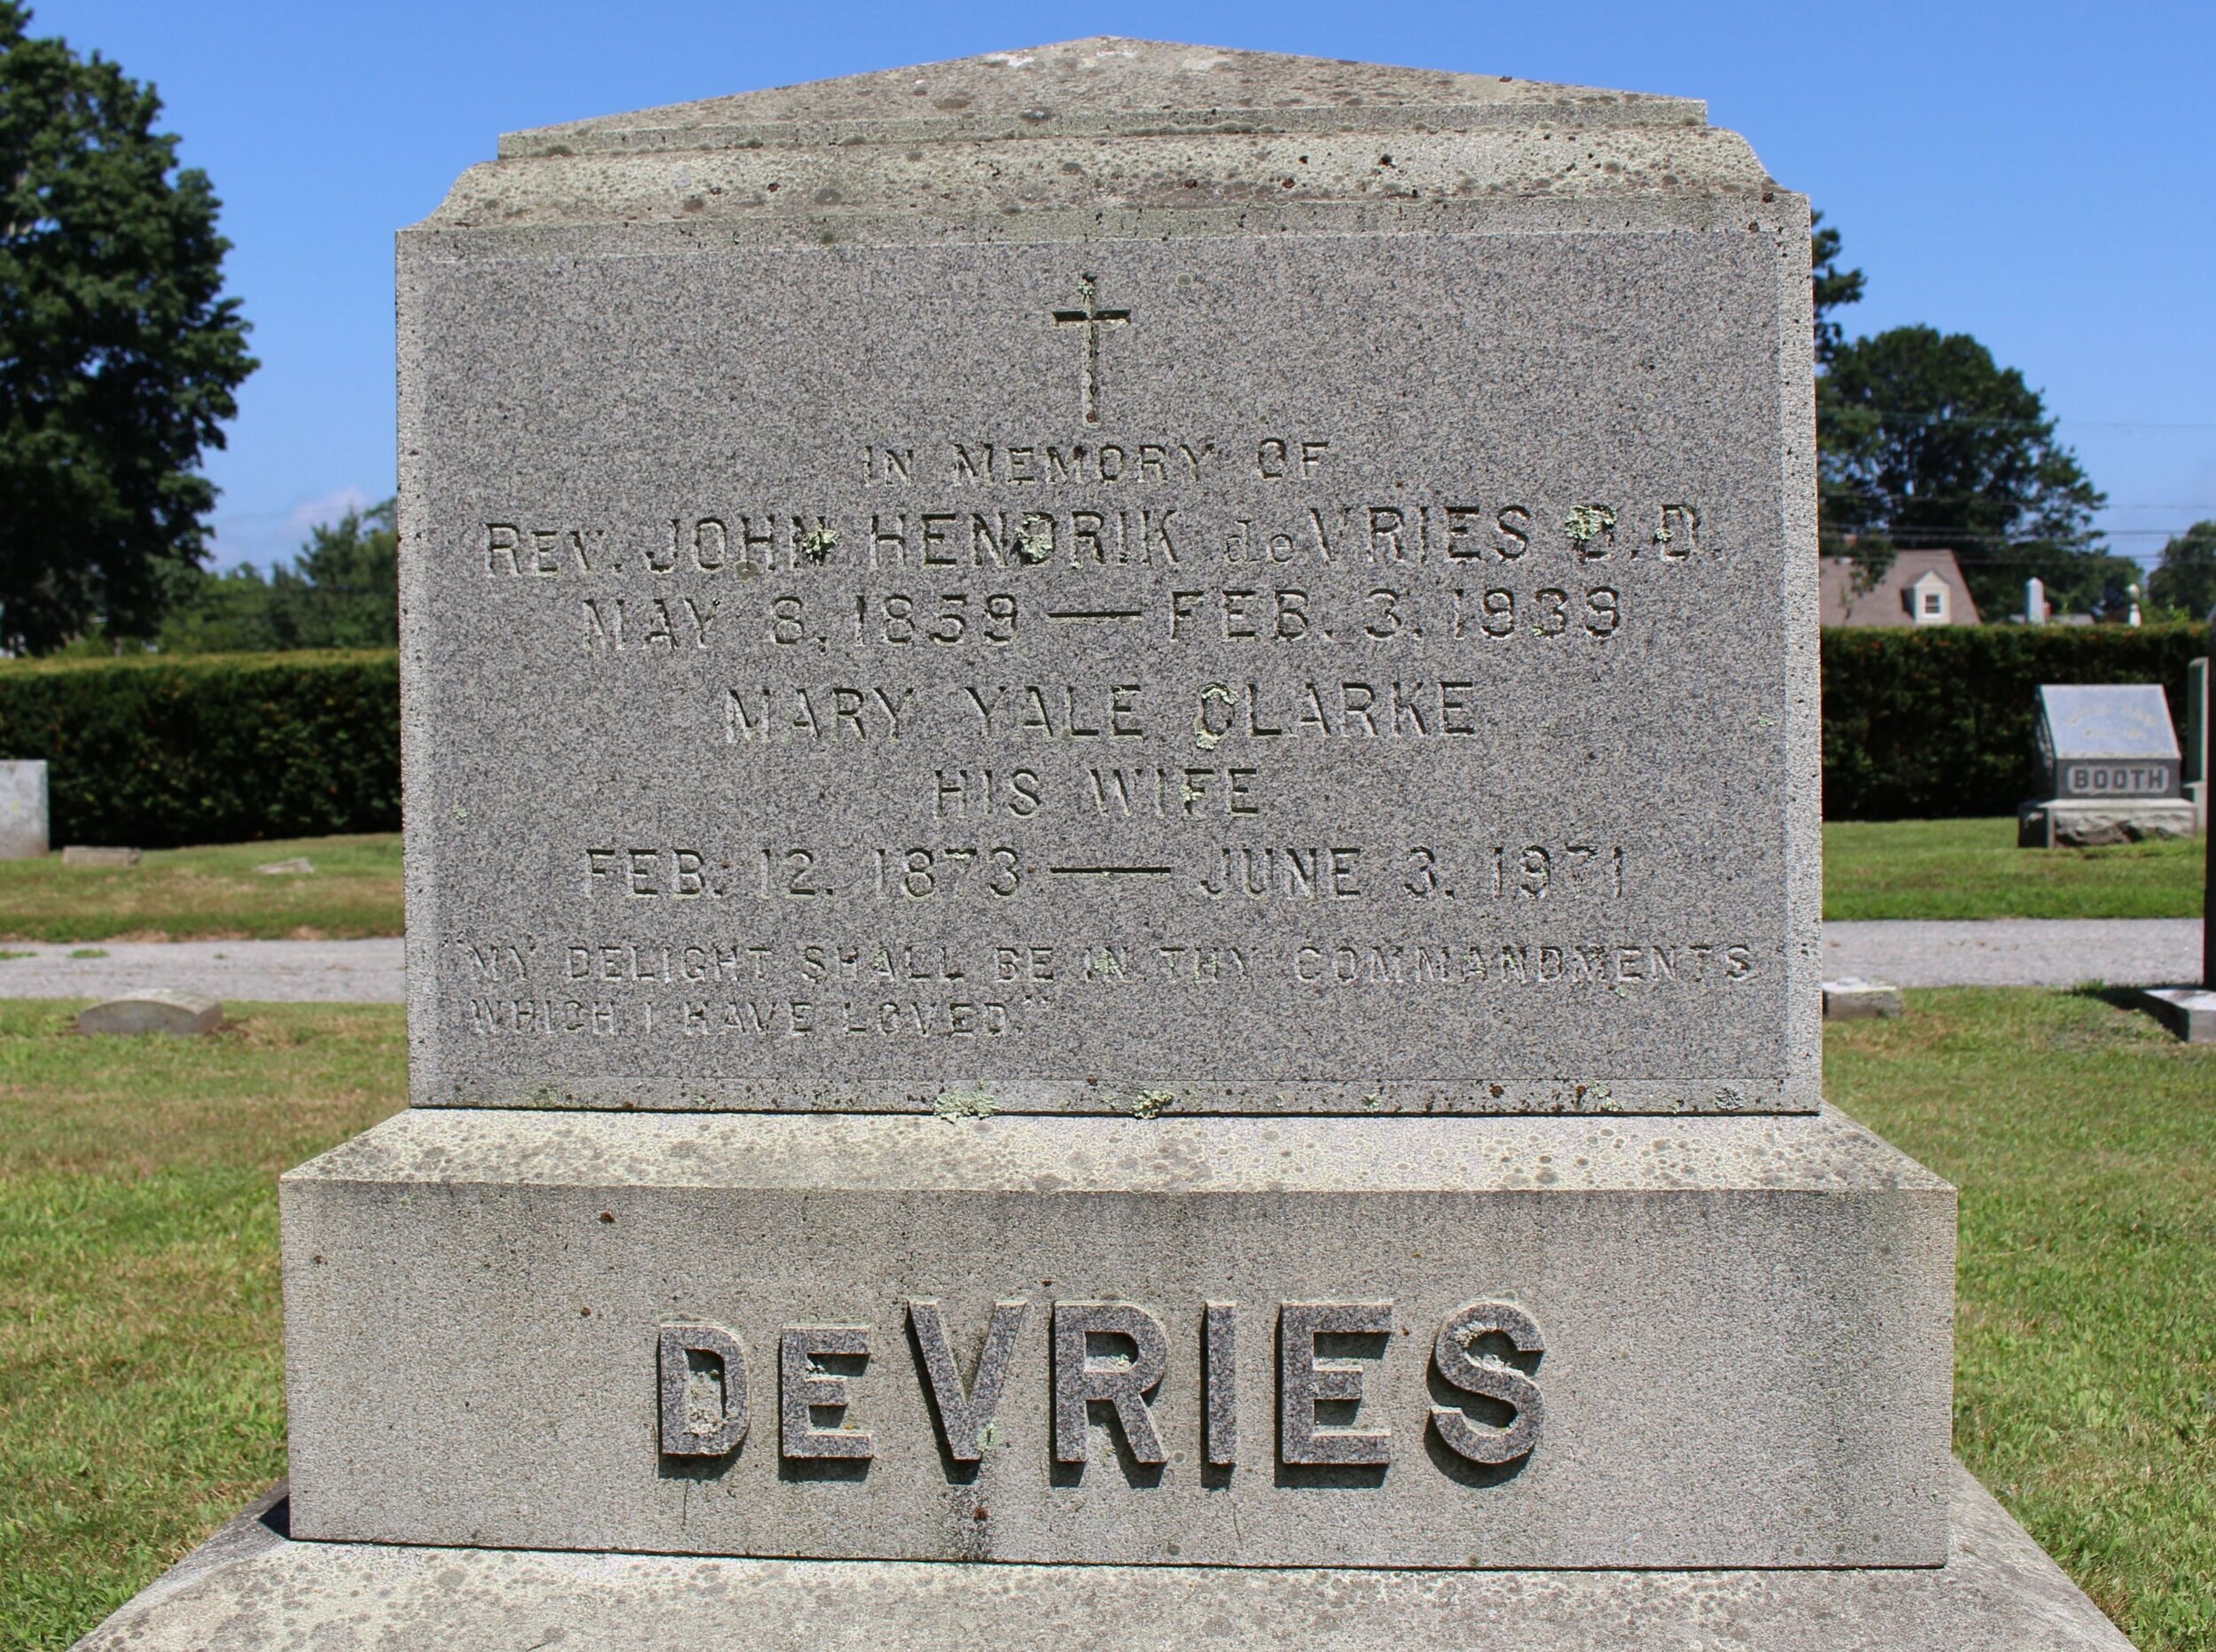 IN MEMORY OF
REV. JOHN HENDRIK deVRIES D.D.
MAY 8, 1859 — FEB. 3, 1939
MARY YALE CLARKE
HIS WIFE
FEB. 12. 1873 — JUNE 3. 1971
"MY DELIGHT SHALL BE IN THY COMMANDMENTS
WHICH I HAVE LOVED"
DEVRIES
BOOTH